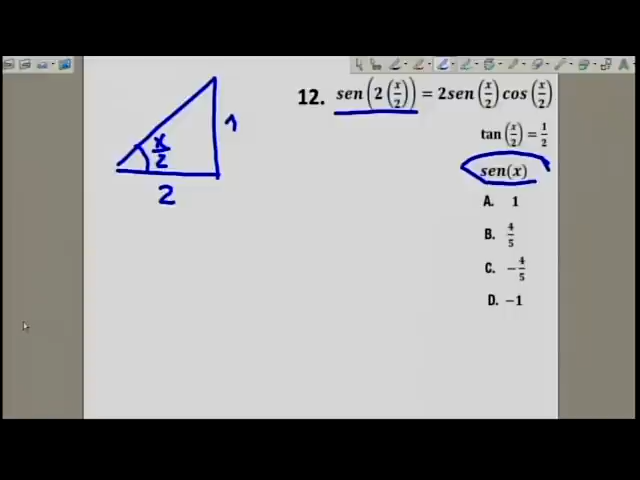 12. sen(2(x/2)) = 2sen(x/2) cos(x/2)
tan(x/2) = 1/2
sen(x)
A. 1
B. 4/5
C. -4/5
D. -1
x/2
1
2